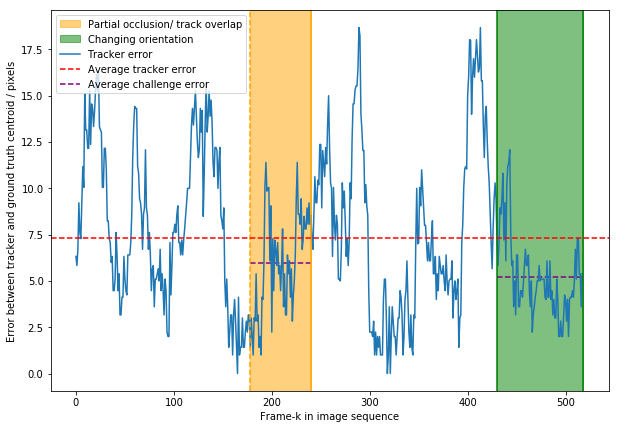 Partial occlusion/ track overlap
Changing orientation
Tracker error
Average tracker error
Average challenge error
Error between tracker and ground truth centroid / pixels
17.5
15.0
12.5
10.0
7.5
5.0
2.5
0.0
0 100 200 300 400 500
Frame-k in image sequence